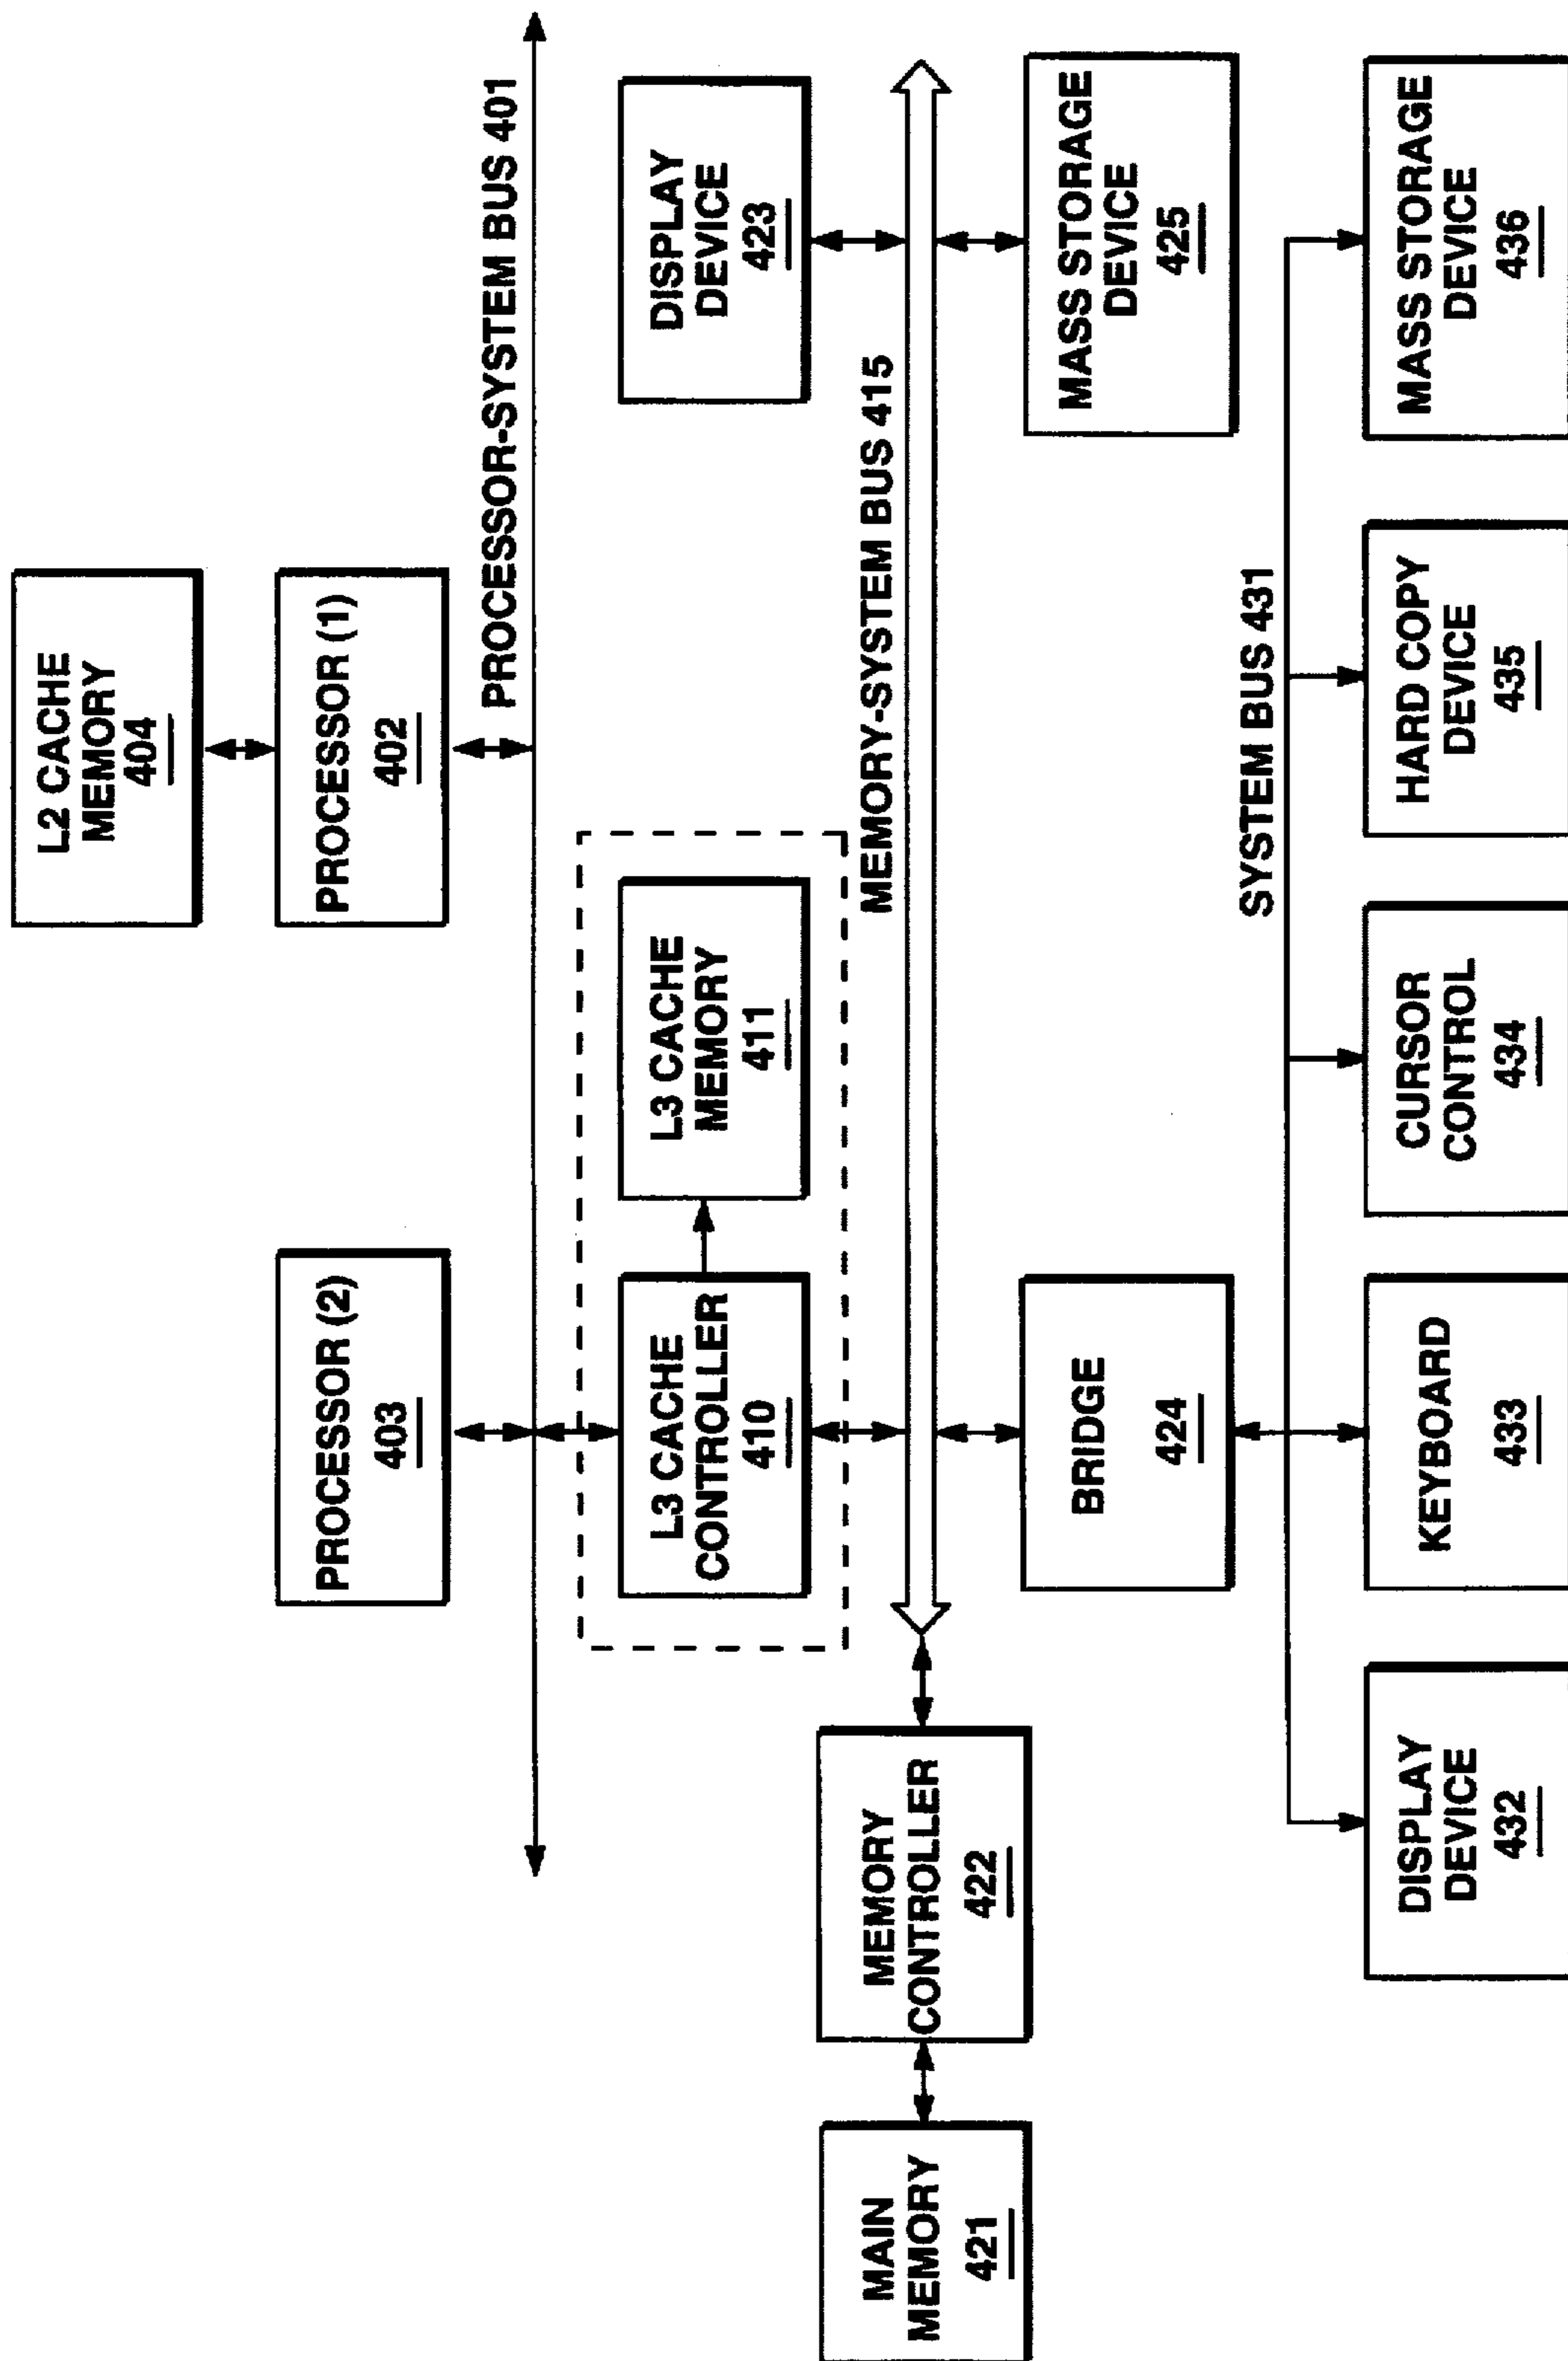 L2 CACHE
MEMORY
404
PROCESSOR (2)
403
PROCESSOR (1)
402
PROCESSOR-SYSTEM BUS 401
L3 CACHE
CONTROLLER
410
L3 CACHE
MEMORY
411
DISPLAY
DEVICE
423
MEMORY-SYSTEM BUS 415
MAIN
MEMORY
421
MEMORY
CONTROLLER
422
BRIDGE
424
MASS STORAGE
DEVICE
425
SYSTEM BUS 431
DISPLAY
DEVICE
432
KEYBOARD
433
CURSOR
CONTROL
434
HARD COPY
DEVICE
435
MASS STORAGE
DEVICE
436